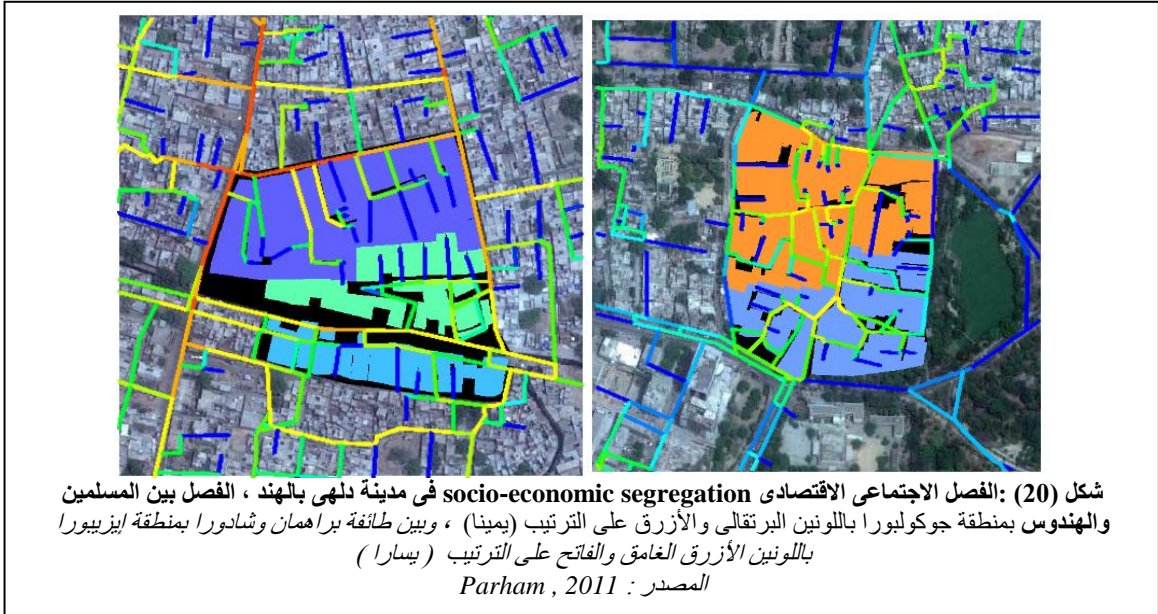 شكل (20) :الفصل الاجتماعى الاقتصادى socio-economic segregation فى مدينة دلهى بالهند ، الفصل بين المسلمين
والهندوس بمنطقة جوكولبورا باللونين البرتقالى والأزرق على الترتيب (يمينا) ، وبين طائفة براهمان وشادورا بمنطقة إيزيبورا
باللونين الأزرق الغامق والفاتح على الترتيب ( يسارا )
المصدر : Parham , 2011